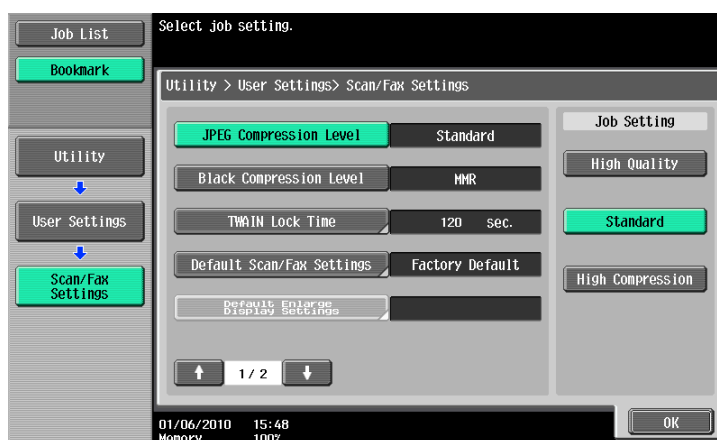 Job List
Select job setting.
Bookmark
Utility > User Settings> Scan/Fax Settings
JPEG Compression Level
Standard
Job Setting
Utility
Black Compression Level
MMR
High Quality
User Settings
TWAIN Lock Time
120 sec.
Standard
Scan/Fax
Settings
Default Scan/Fax Settings
Factory Default
High Compression
Default Enlarge
Display Settings
1/ 2
01/06/2010 15:48
Memory 100%
OK